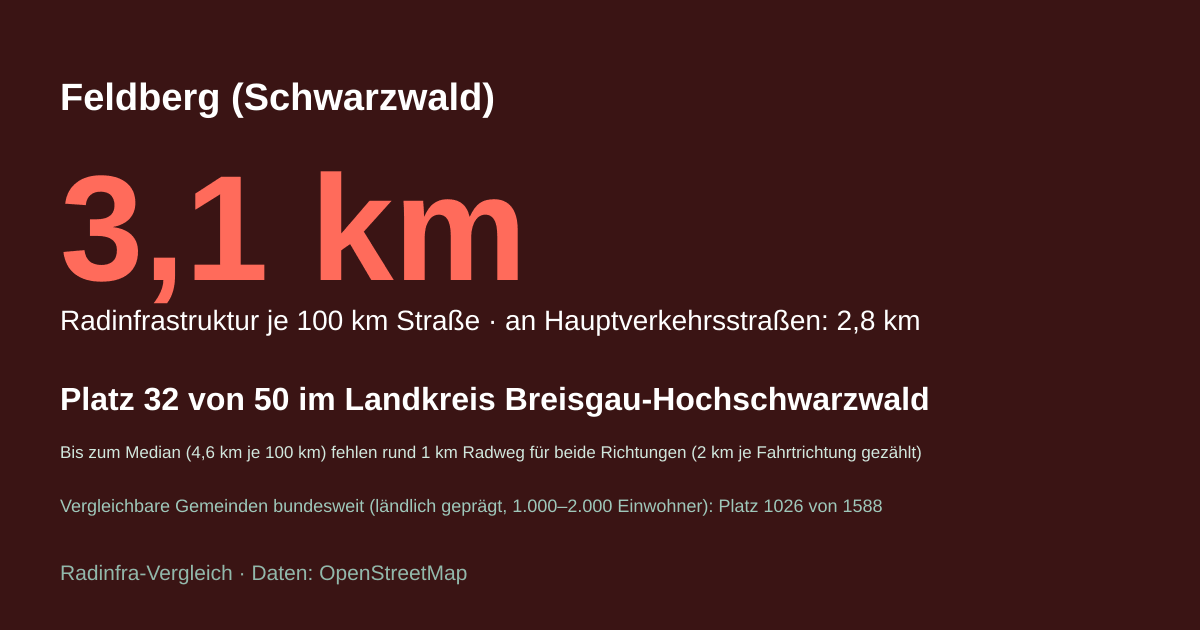 Feldberg (Schwarzwald)
3,1 km
Radinfrastruktur je 100 km Straße · an Hauptverkehrsstraßen: 2,8 km
Platz 32 von 50 im Landkreis Breisgau-Hochschwarzwald
Bis zum Median (4,6 km je 100 km) fehlen rund 1 km Radweg für beide Richtungen (2 km je Fahrtrichtung gezählt)
Vergleichbare Gemeinden bundesweit (ländlich geprägt, 1.000–2.000 Einwohner): Platz 1026 von 1588
Radinfra-Vergleich · Daten: OpenStreetMap